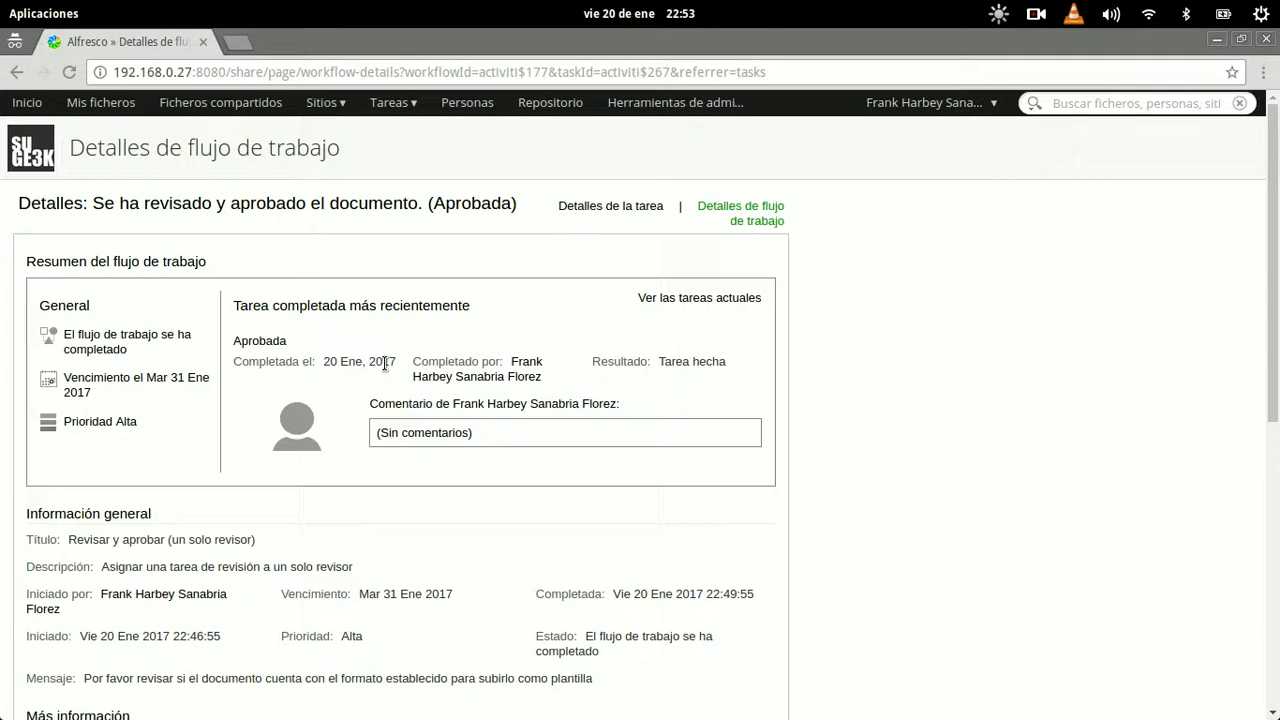 Aplicaciones
vie 20 de ene 22:53
Alfresco » Detalles de flu
192.168.0.27:8080/share/page/workflow-details?workflowId=activiti$177&taskId=activiti$267&referrer=tasks
Inicio Mis ficheros Ficheros compartidos Sitios Tareas Personas Repositorio Herramientas de admi... Frank Harbey Sana... Buscar ficheros, personas, siti
SU GE3K
Detalles de flujo de trabajo
Detalles: Se ha revisado y aprobado el documento. (Aprobada)
Detalles de la tarea | Detalles de flujo
de trabajo
Resumen del flujo de trabajo
General
El flujo de trabajo se ha
completado
Vencimiento el Mar 31 Ene
2017
Prioridad Alta
Tarea completada más recientemente
Ver las tareas actuales
Aprobada
Completada el: 20 Ene, 2017 Completado por: Frank
Harbey Sanabria Florez
Resultado: Tarea hecha
Comentario de Frank Harbey Sanabria Florez:
(Sin comentarios)
Información general
Título: Revisar y aprobar (un solo revisor)
Descripción: Asignar una tarea de revisión a un solo revisor
Iniciado por: Frank Harbey Sanabria
Florez
Vencimiento: Mar 31 Ene 2017
Completada: Vie 20 Ene 2017 22:49:55
Iniciado: Vie 20 Ene 2017 22:46:55
Prioridad: Alta
Estado: El flujo de trabajo se ha
completado
Mensaje: Por favor revisar si el documento cuenta con el formato establecido para subirlo como plantilla
Más información